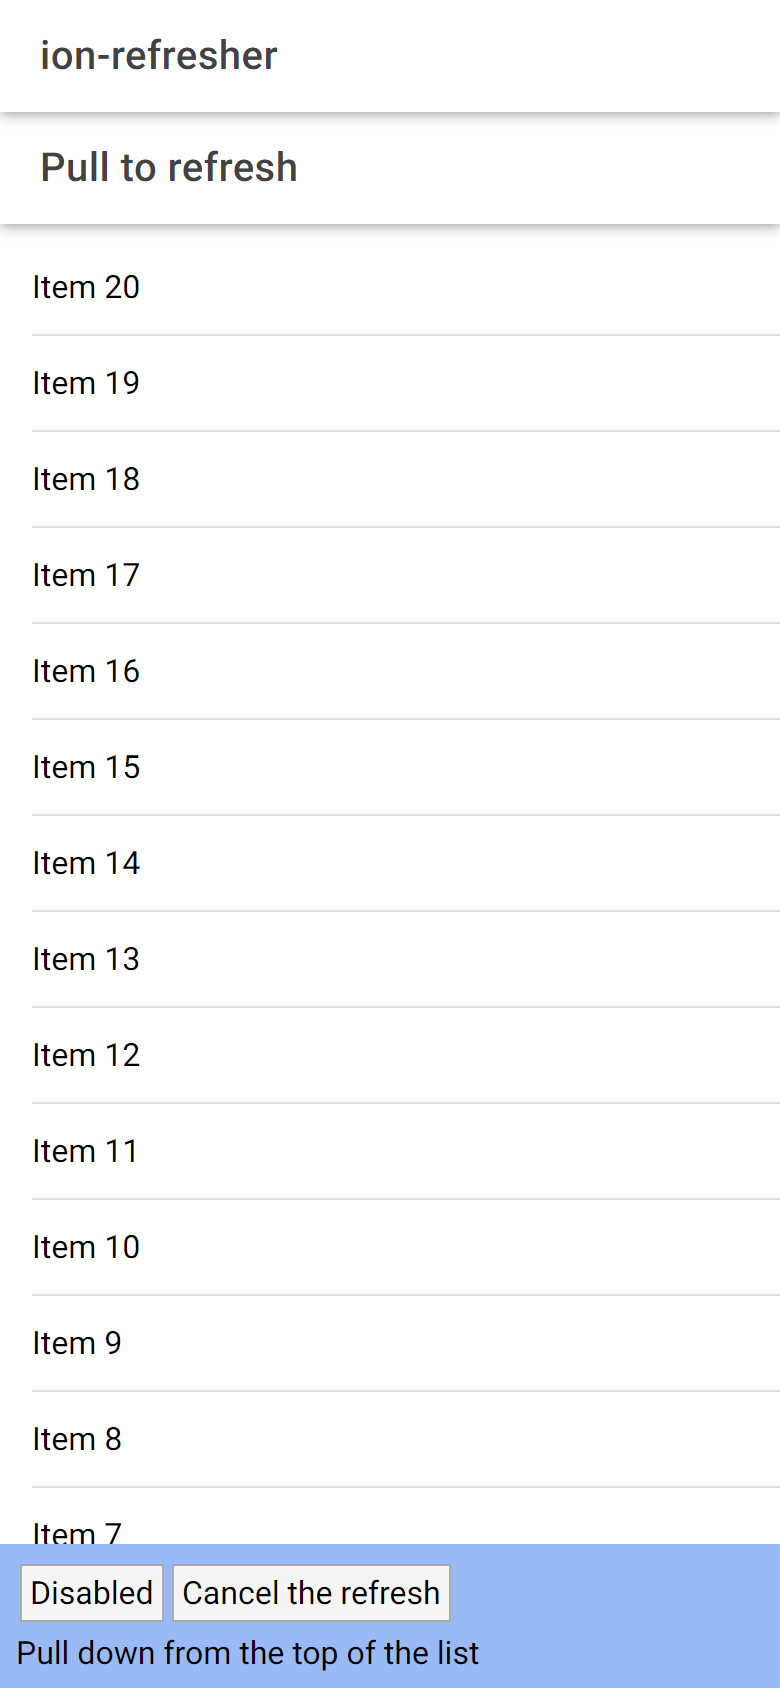 ion-refresher
Pull to refresh
Item 20
Item 19
Item 18
Item 17
Item 16
Item 15
Item 14
Item 13
Item 12
Item 11
Item 10
Item 9
Item 8
Item 7
Disabled Cancel the refresh
Pull down from the top of the list